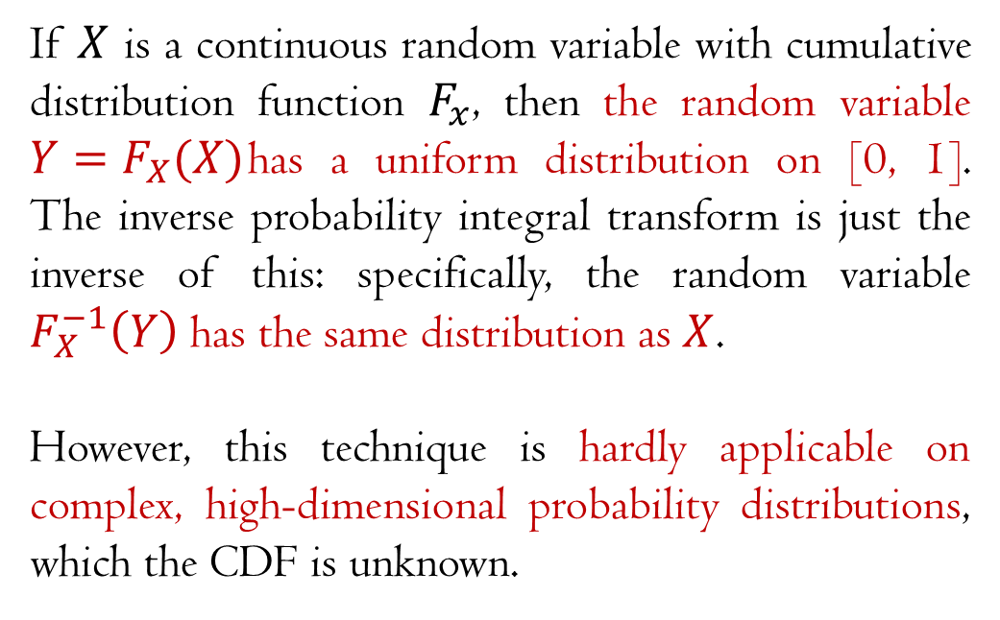 If X is a continuous random variable with cumulative
distribution function Fₓ, then the random variable
Y = F_X(X)has a uniform distribution on [0, 1].
The inverse probability integral transform is just the
inverse of this: specifically, the random variable
F_X^{-1}(Y) has the same distribution as X.
However, this technique is hardly applicable on
complex, high-dimensional probability distributions,
which the CDF is unknown.